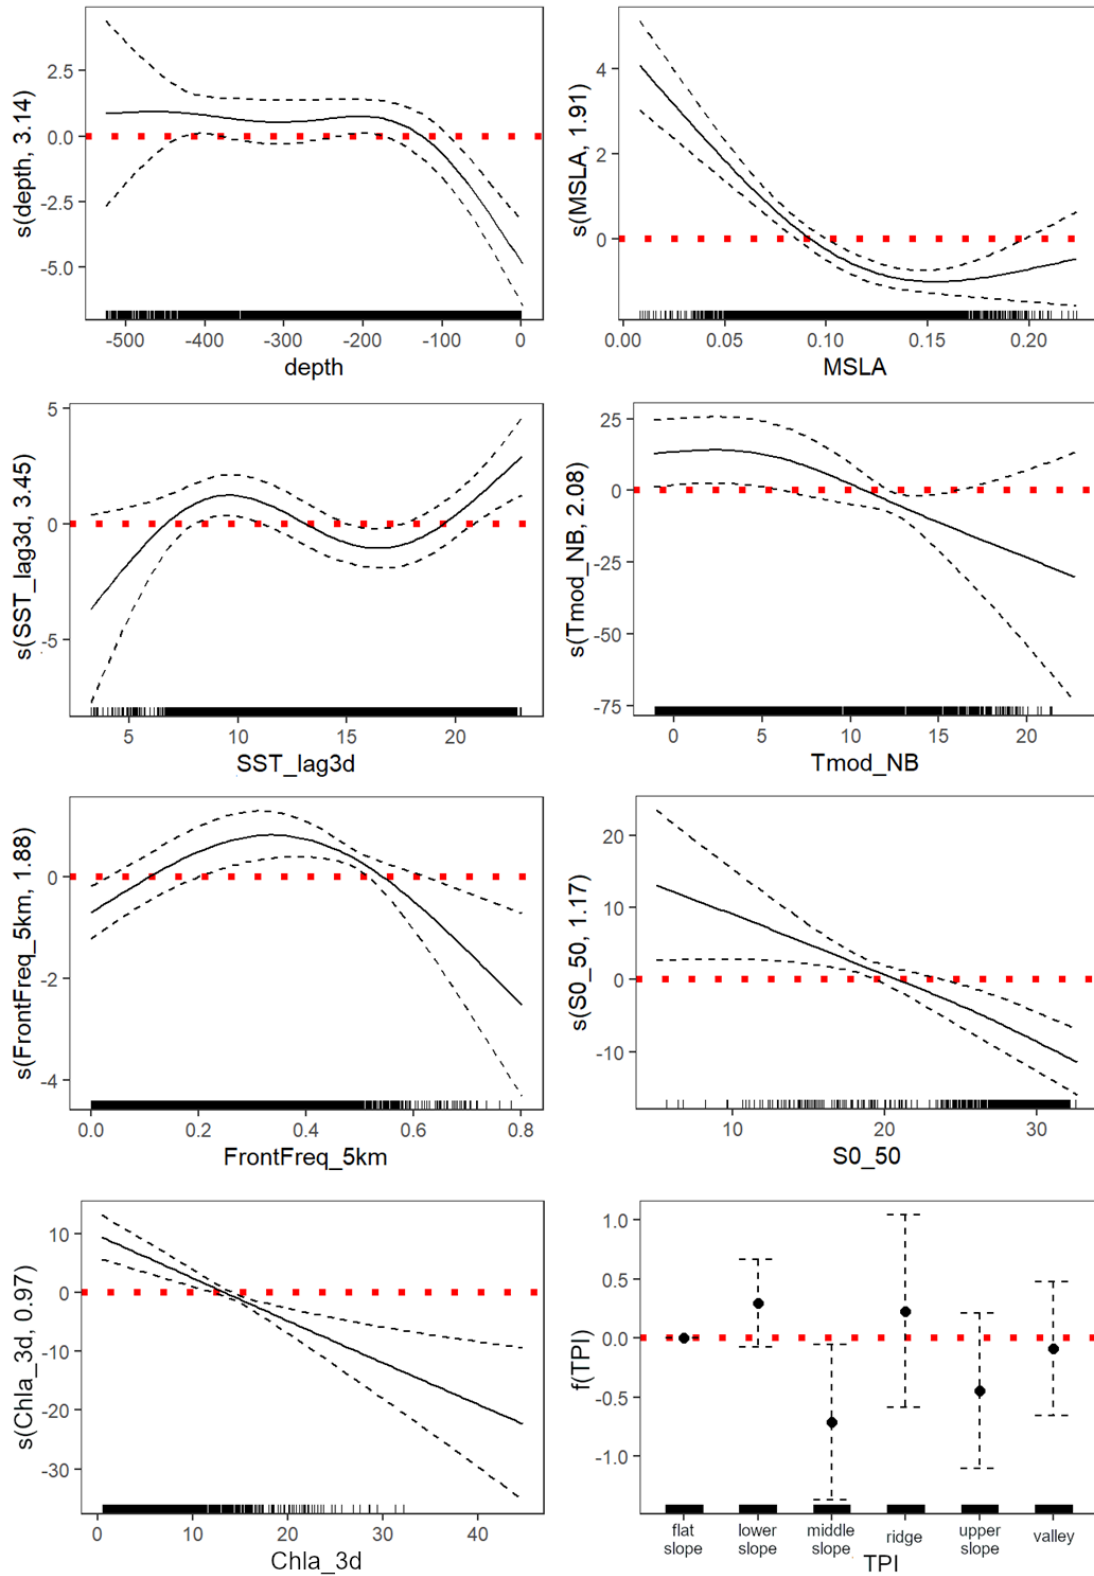 s(depth, 3.14)
2.5
0.0
-2.5
-5.0
-500
-400
-300
-200
-100
0
depth
s(MSLA, 1.91)
4
2
0
0.00
0.05
0.10
0.15
0.20
MSLA
s(SST_lag3d, 3.45)
5
0
-5
5
10
15
20
SST_lag3d
s(Tmod_NB, 2.08)
25
0
-25
-50
-75
0
5
10
15
20
Tmod_NB
s(FrontFreq_5km, 1.88)
0
-2
-4
0.0
0.2
0.4
0.6
0.8
FrontFreq_5km
s(S0_50, 1.17)
20
10
0
-10
10
20
30
S0_50
s(Chla_3d, 0.97)
10
0
-10
-20
-30
0
10
20
30
40
Chla_3d
f(TPI)
1.0
0.5
0.0
-0.5
-1.0
flat
slope
lower
slope
middle
slope
ridge
upper
slope
valley
TPI